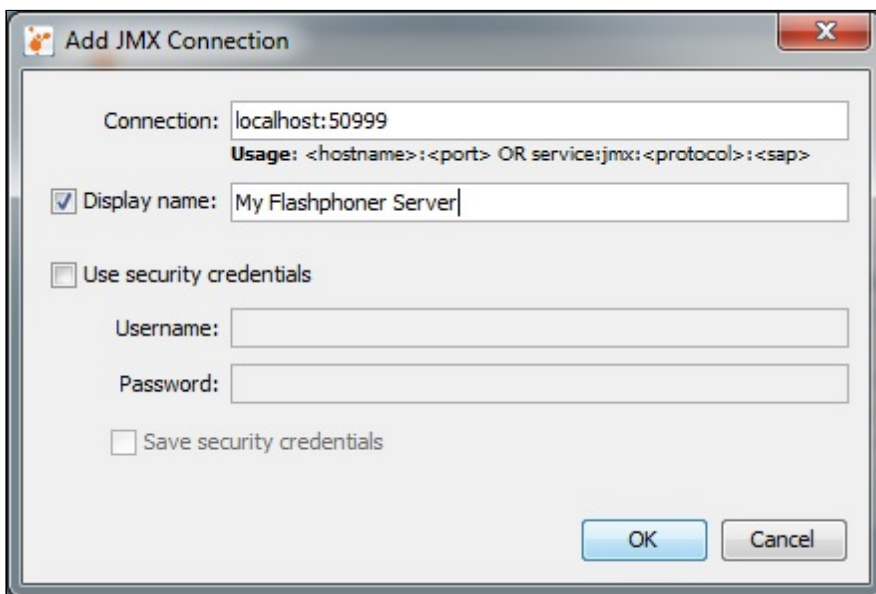 Add JMX Connection
Connection: localhost:50999
Usage: <hostname>:<port> OR service:jmx:<protocol>:<sap>
Display name: My Flashphoner Server
Use security credentials
Username:
Password:
Save security credentials
OK Cancel